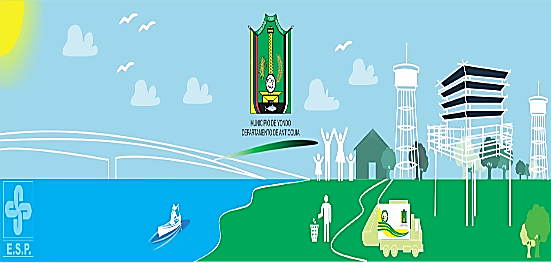 MUNICIPIO DE YONDO
DEPARTAMENTO DE ANTIOQUIA
E.S.P.